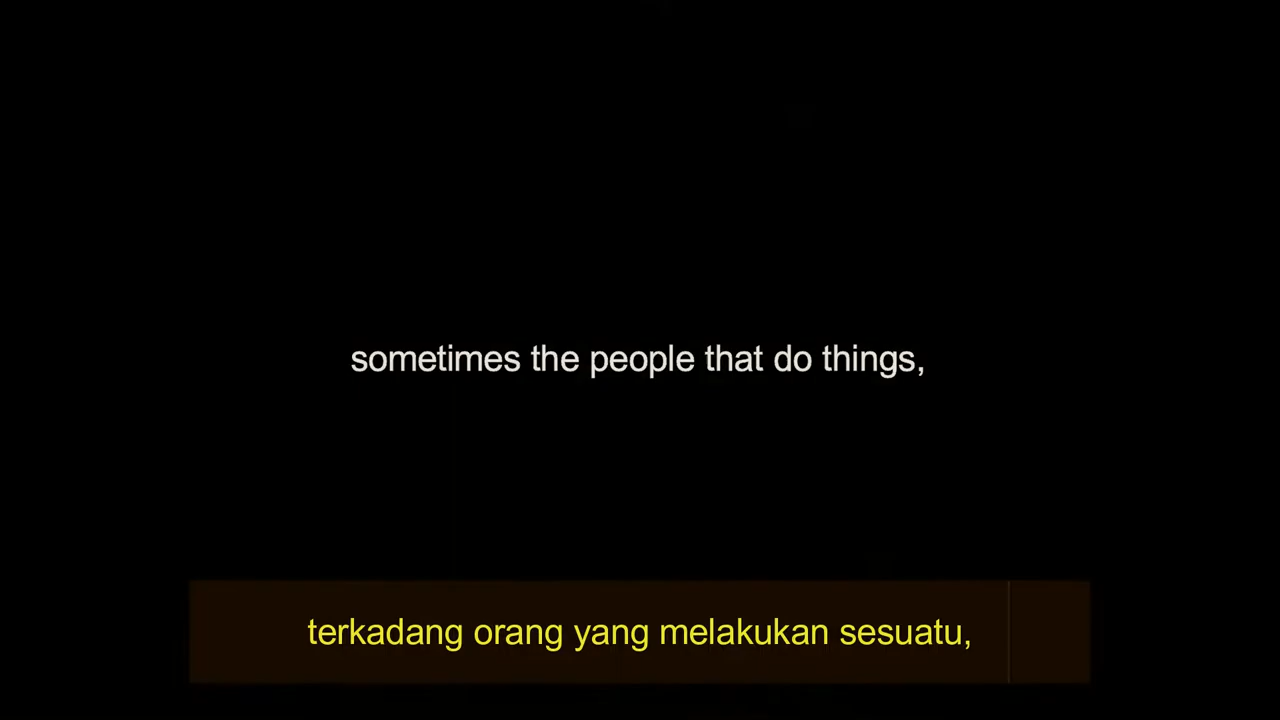 sometimes the people that do things,
terkadang orang yang melakukan sesuatu,